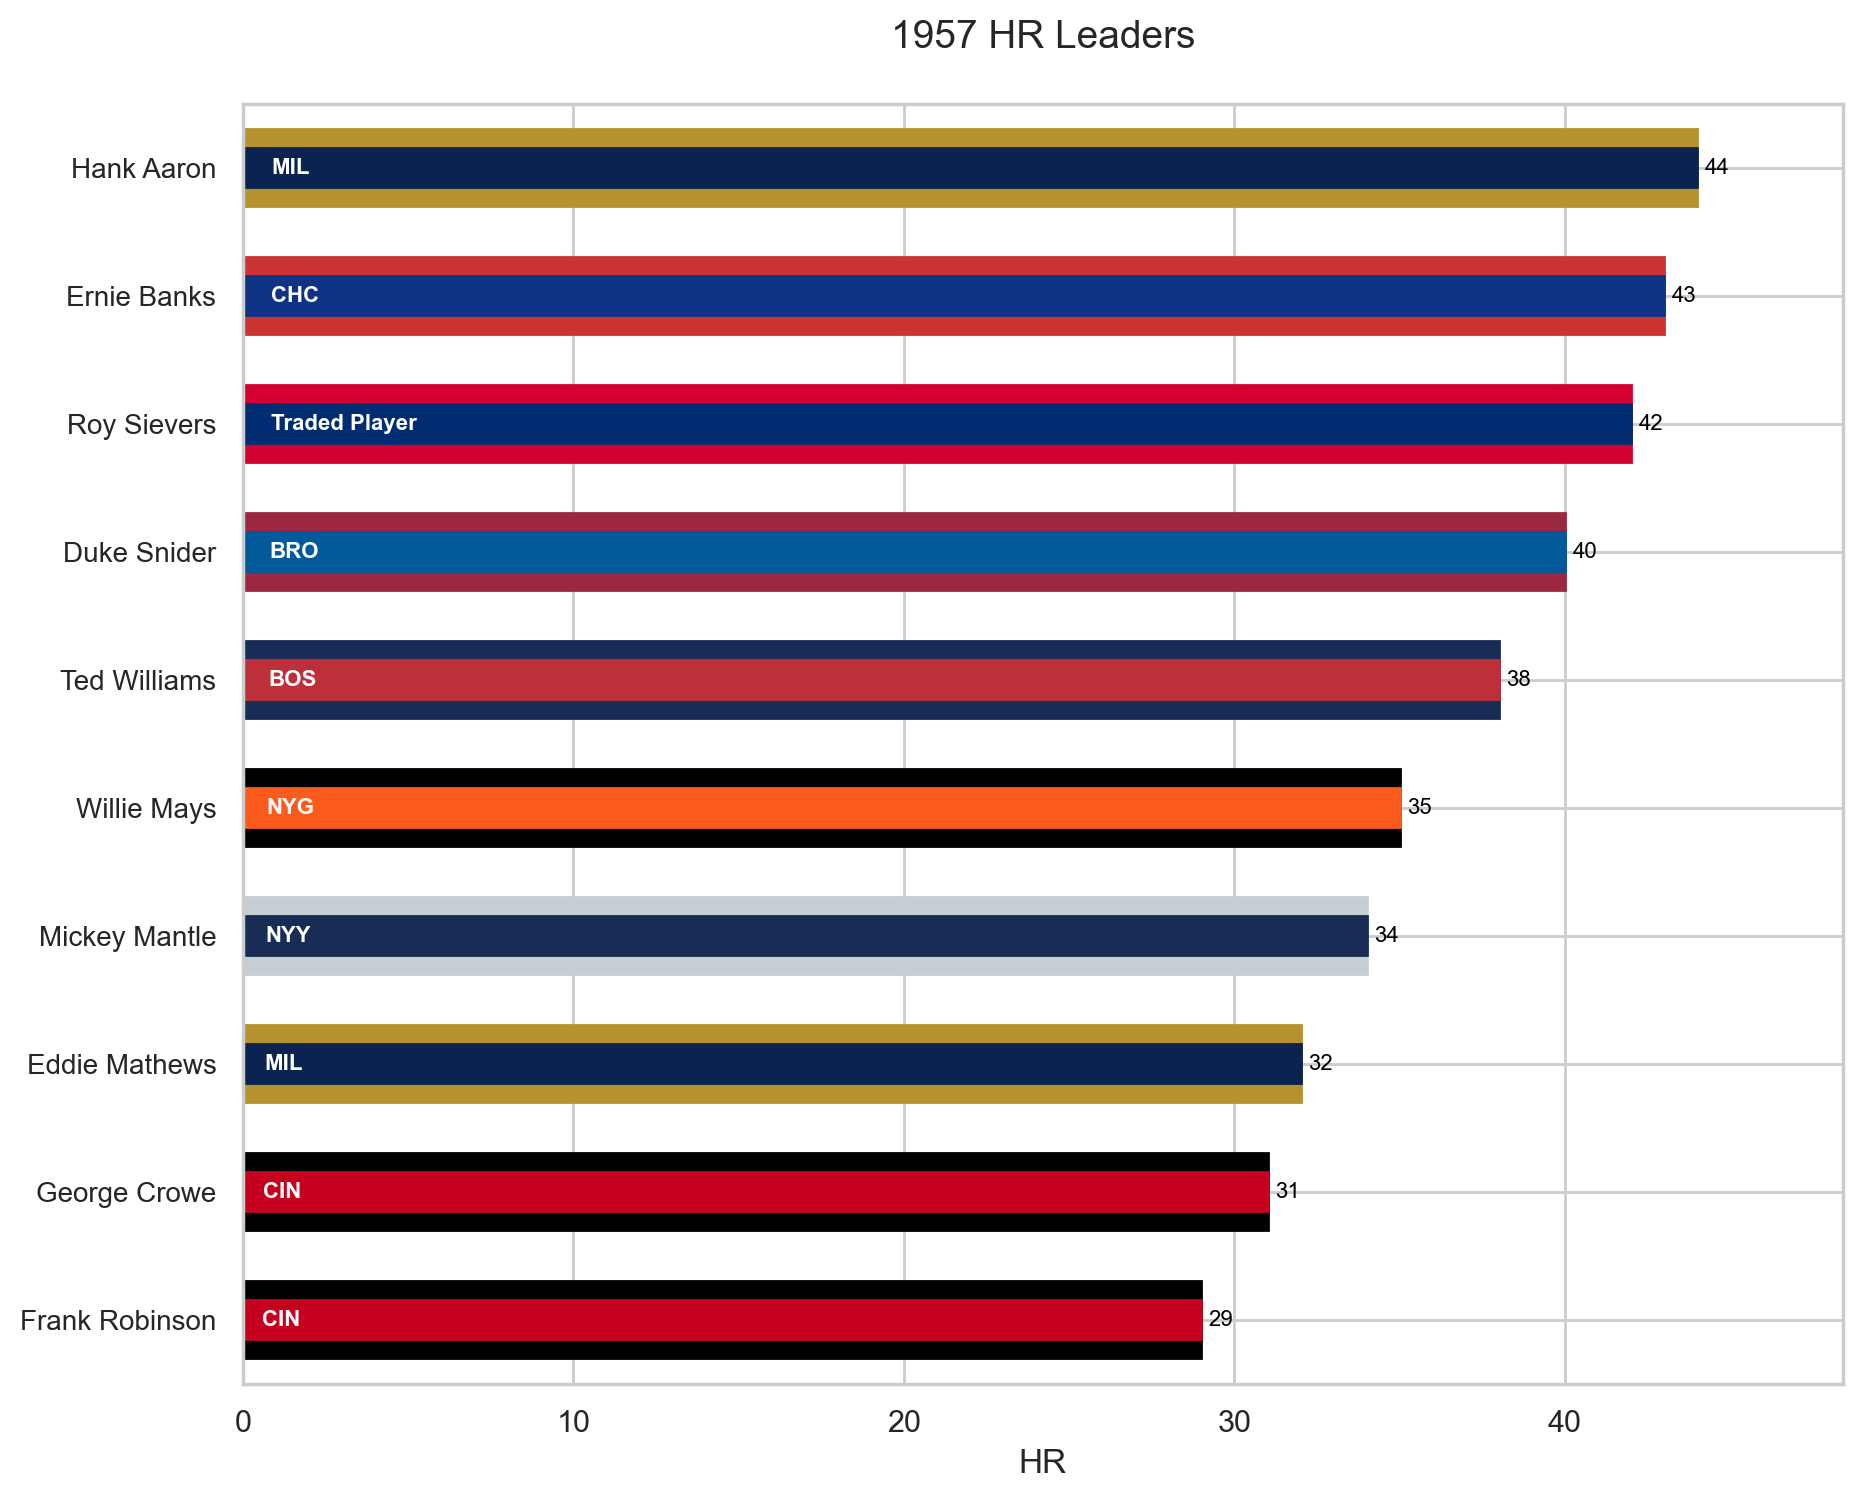 1957 HR Leaders
Hank Aaron MIL 44
Ernie Banks CHC 43
Roy Sievers Traded Player 42
Duke Snider BRO 40
Ted Williams BOS 38
Willie Mays NYG 35
Mickey Mantle NYY 34
Eddie Mathews MIL 32
George Crowe CIN 31
Frank Robinson CIN 29
0 10 20 30 40
HR